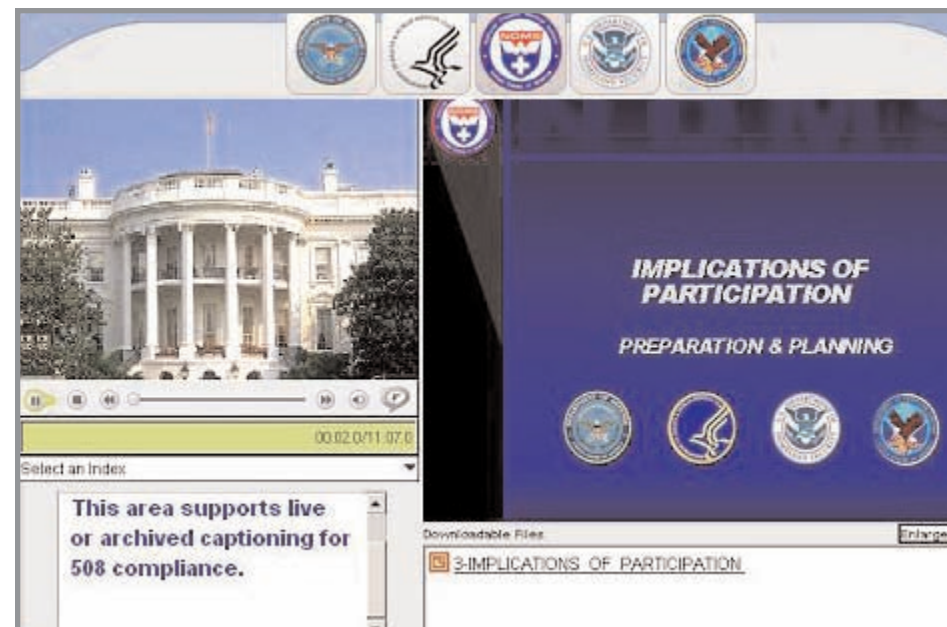 NDMS
IMPLICATIONS OF
PARTICIPATION
PREPARATION & PLANNING
00:02.0/11:07.0
Select an Index
This area supports live
or archived captioning for
508 compliance.
Downloadable Files
Enlarge
3-IMPLICATIONS OF PARTICIPATION